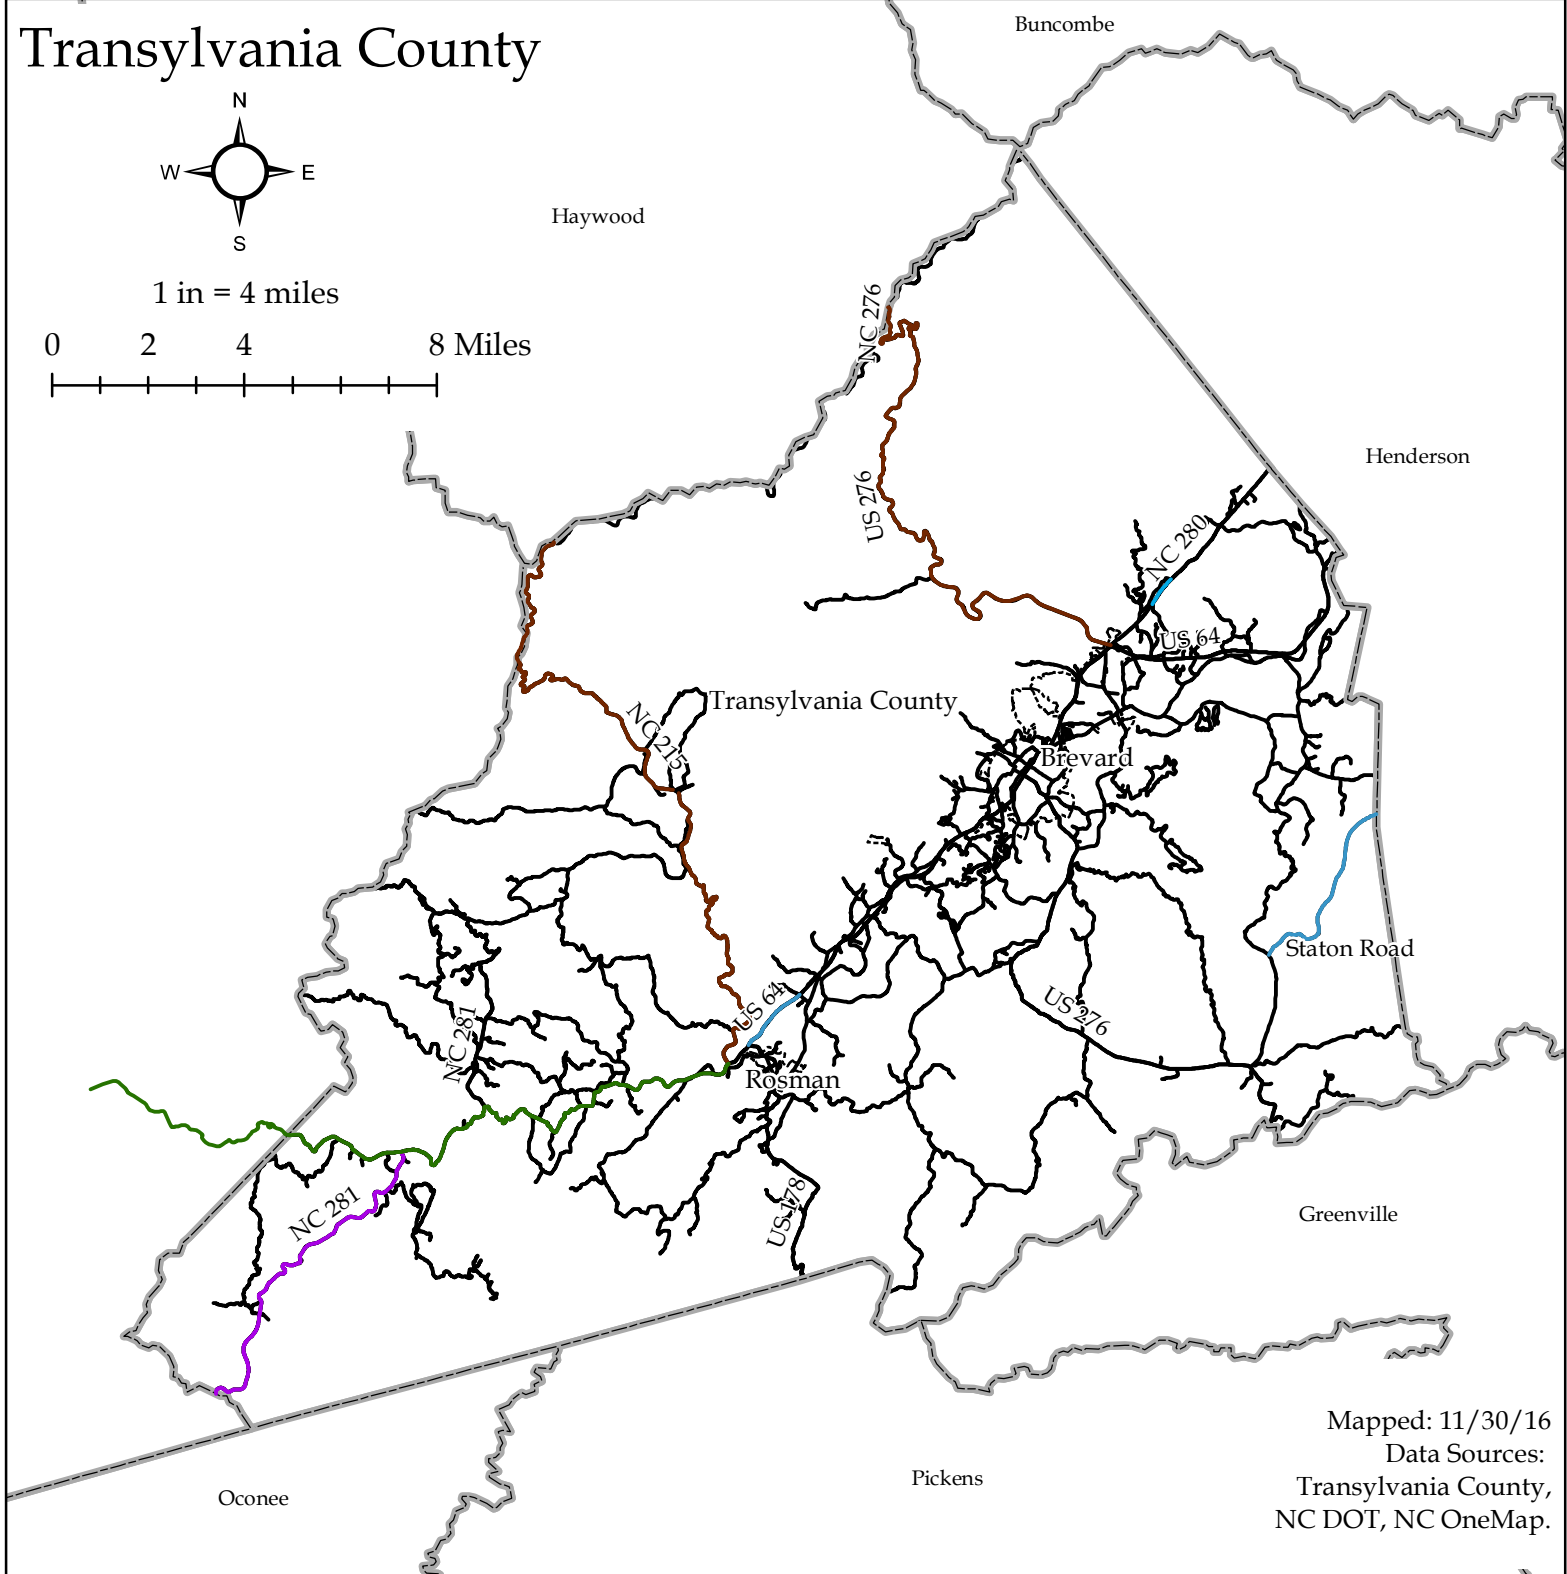 Transylvania County
N
W
E
S
1 in = 4 miles
0 2 4 8 Miles
Buncombe
Haywood
NC 276
Henderson
US 276
NC 280
US 64
Transylvania County
NC 215
Brevard
Staton Road
US 64
US 276
NC 281
Rosman
NC 281
US 178
Greenville
Mapped: 11/30/16
Data Sources:
Transylvania County,
NC DOT, NC OneMap.
Pickens
Oconee